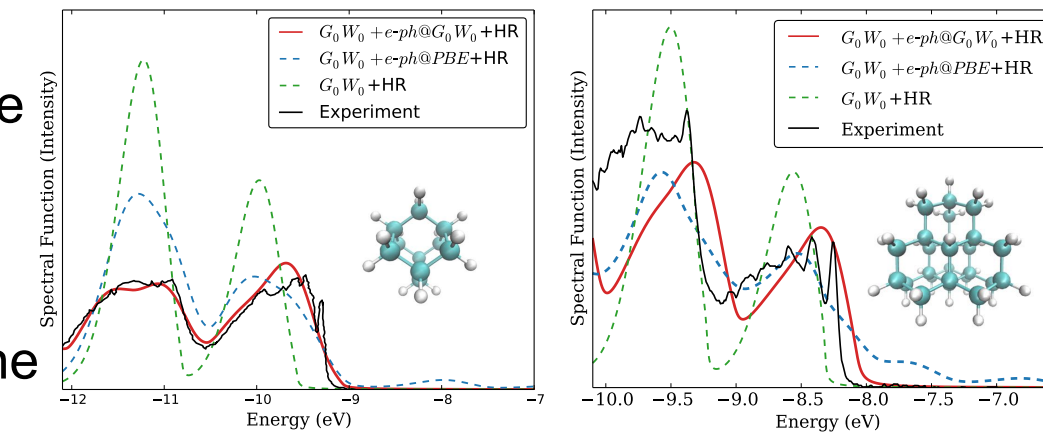 e
ne
Spectral Function (Intensity)
G₀W₀+e-ph@G₀W₀+HR
G₀W₀+e-ph@PBE+HR
G₀W₀+HR
Experiment
−12 −11 −10 −9 −8 −7
Energy (eV)
Spectral Function (Intensity)
G₀W₀+e-ph@G₀W₀+HR
G₀W₀+e-ph@PBE+HR
G₀W₀+HR
Experiment
−10.0 −9.5 −9.0 −8.5 −8.0 −7.5 −7.0
Energy (eV)